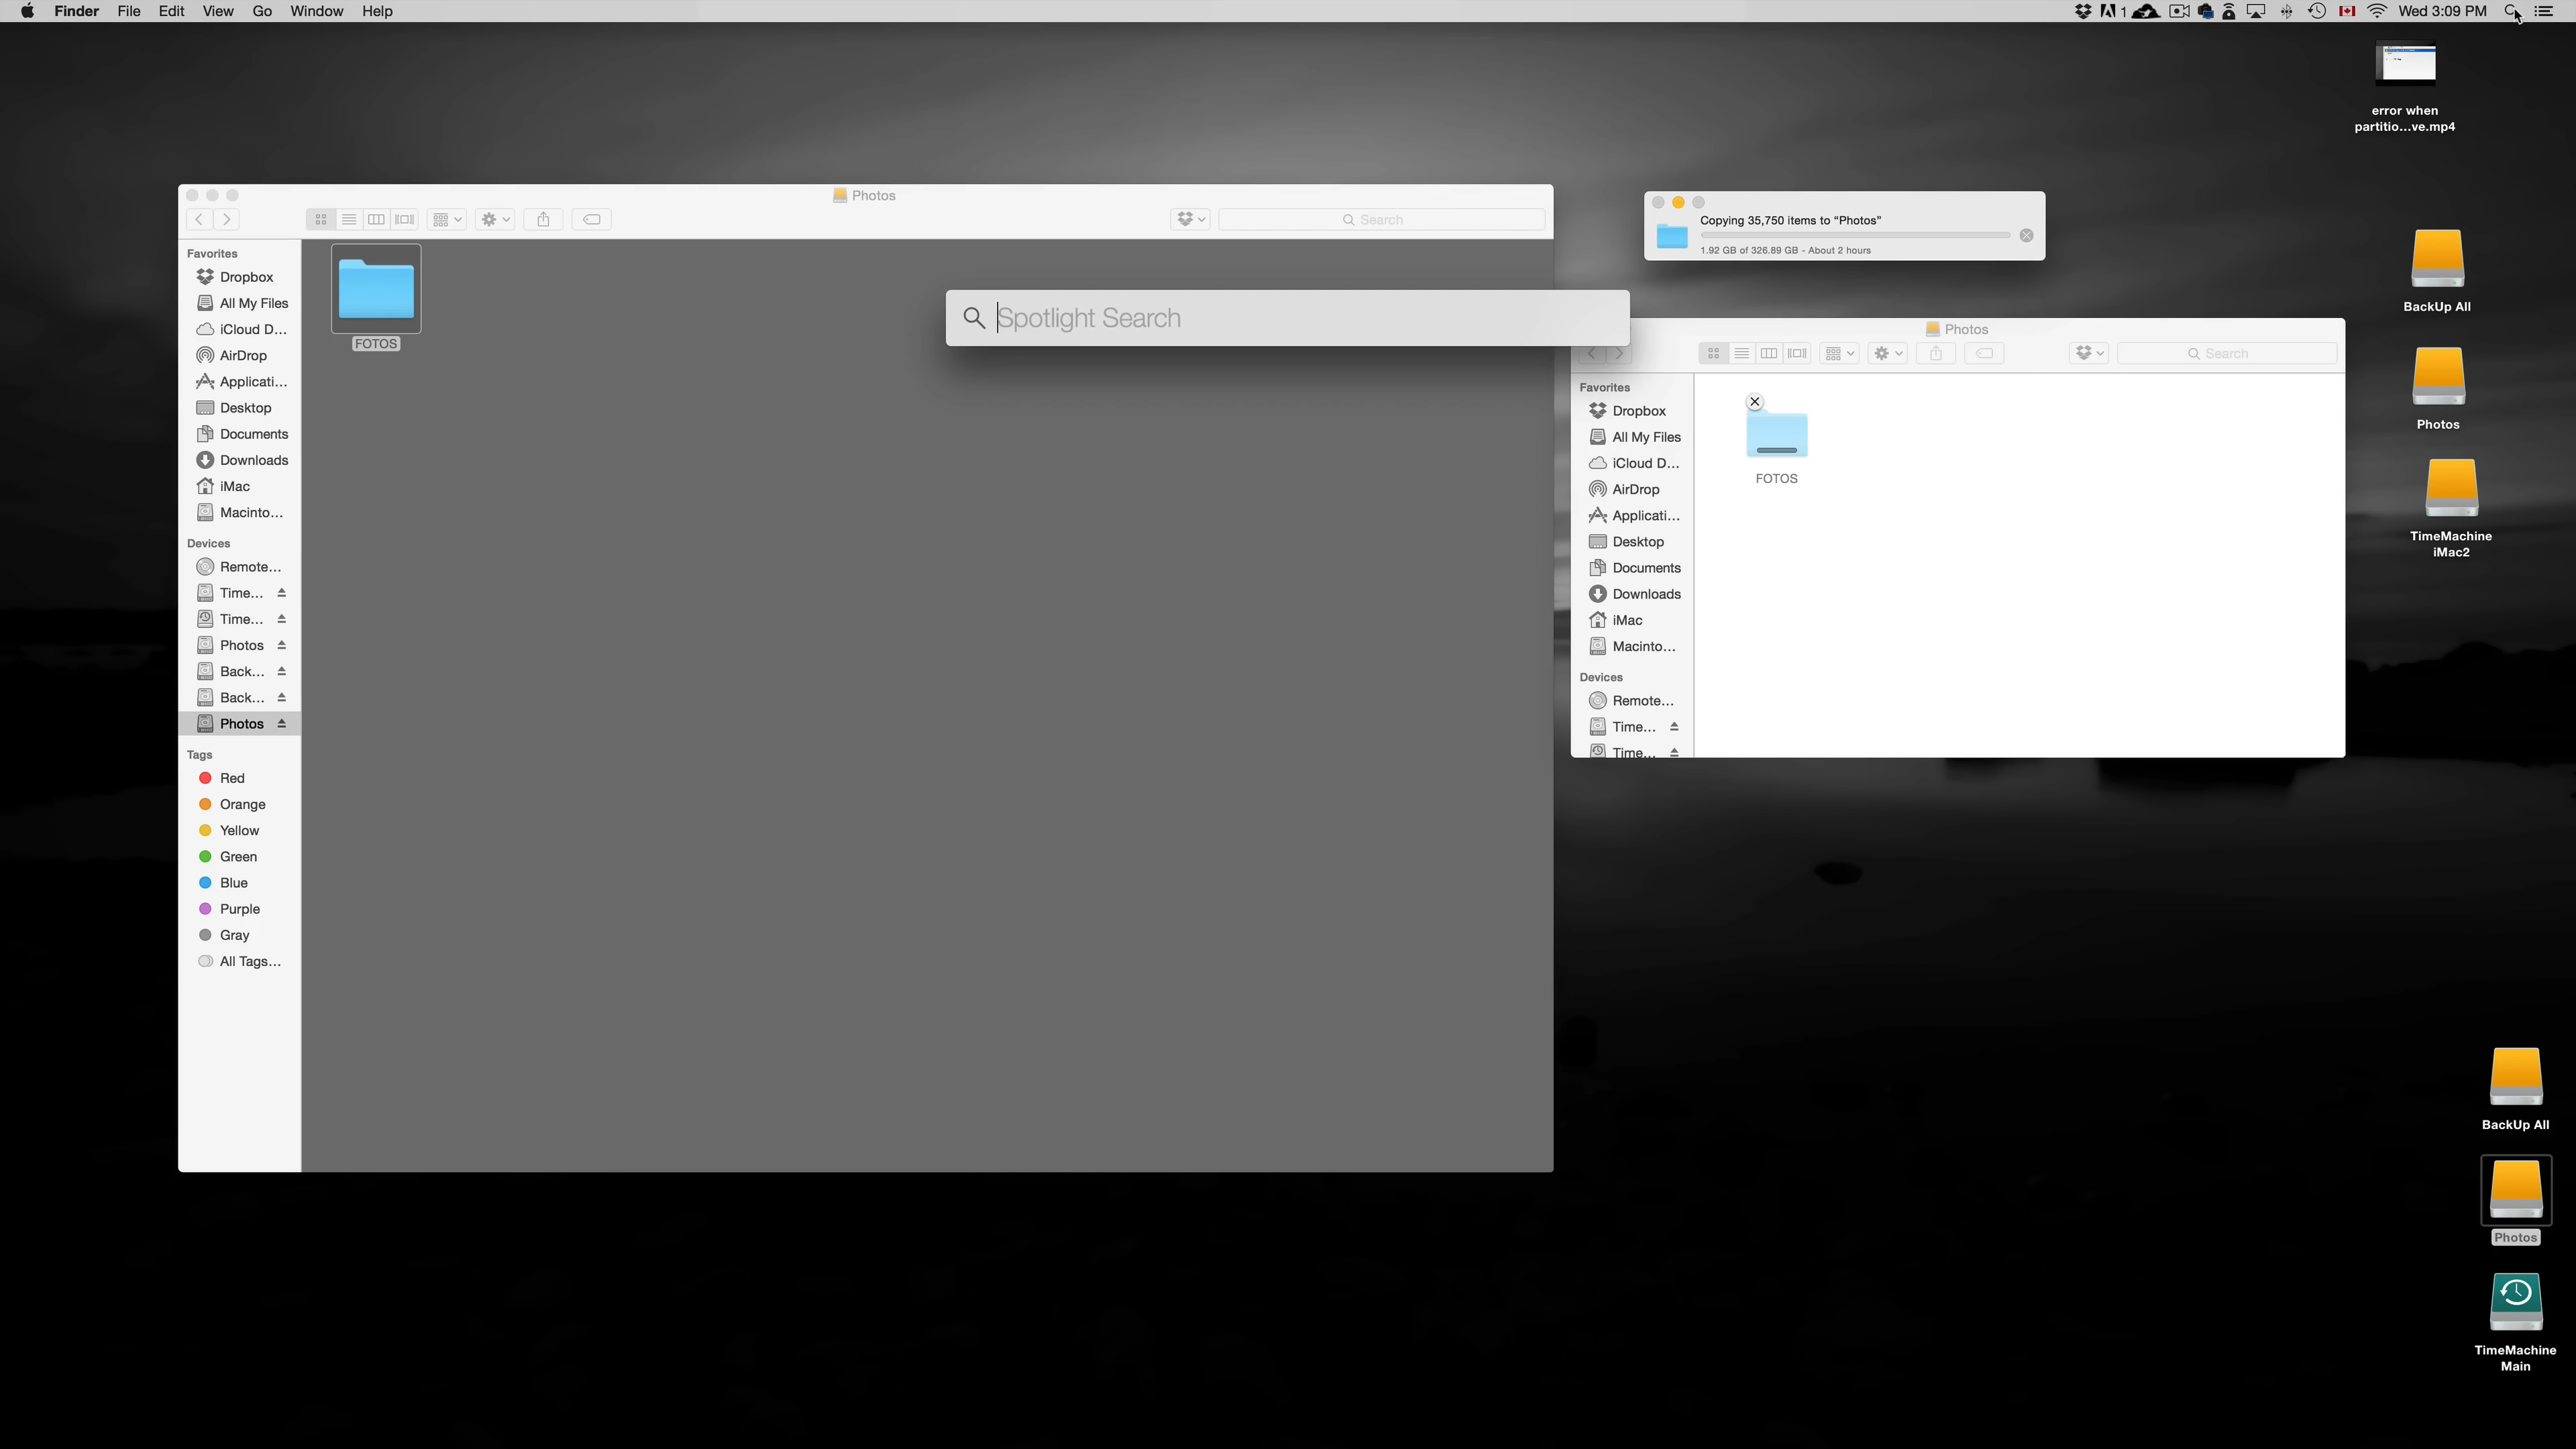 Finder File Edit View Go Window Help
1 Wed 3:09 PM
error when
partitio...ve.mp4
Photos
Search
Favorites
Dropbox
All My Files
iCloud D...
AirDrop
Applicati...
Desktop
Documents
Downloads
iMac
Macinto...
Devices
Remote...
Time...
Time...
Photos
Back...
Back...
Photos
Tags
Red
Orange
Yellow
Green
Blue
Purple
Gray
All Tags...
FOTOS
Copying 35,750 items to “Photos”
1.92 GB of 326.89 GB - About 2 hours
Spotlight Search
Photos
Search
Favorites
Dropbox
All My Files
iCloud D...
AirDrop
Applicati...
Desktop
Documents
Downloads
iMac
Macinto...
Devices
Remote...
Time...
Time...
FOTOS
BackUp All
Photos
TimeMachine
iMac2
BackUp All
Photos
TimeMachine
Main